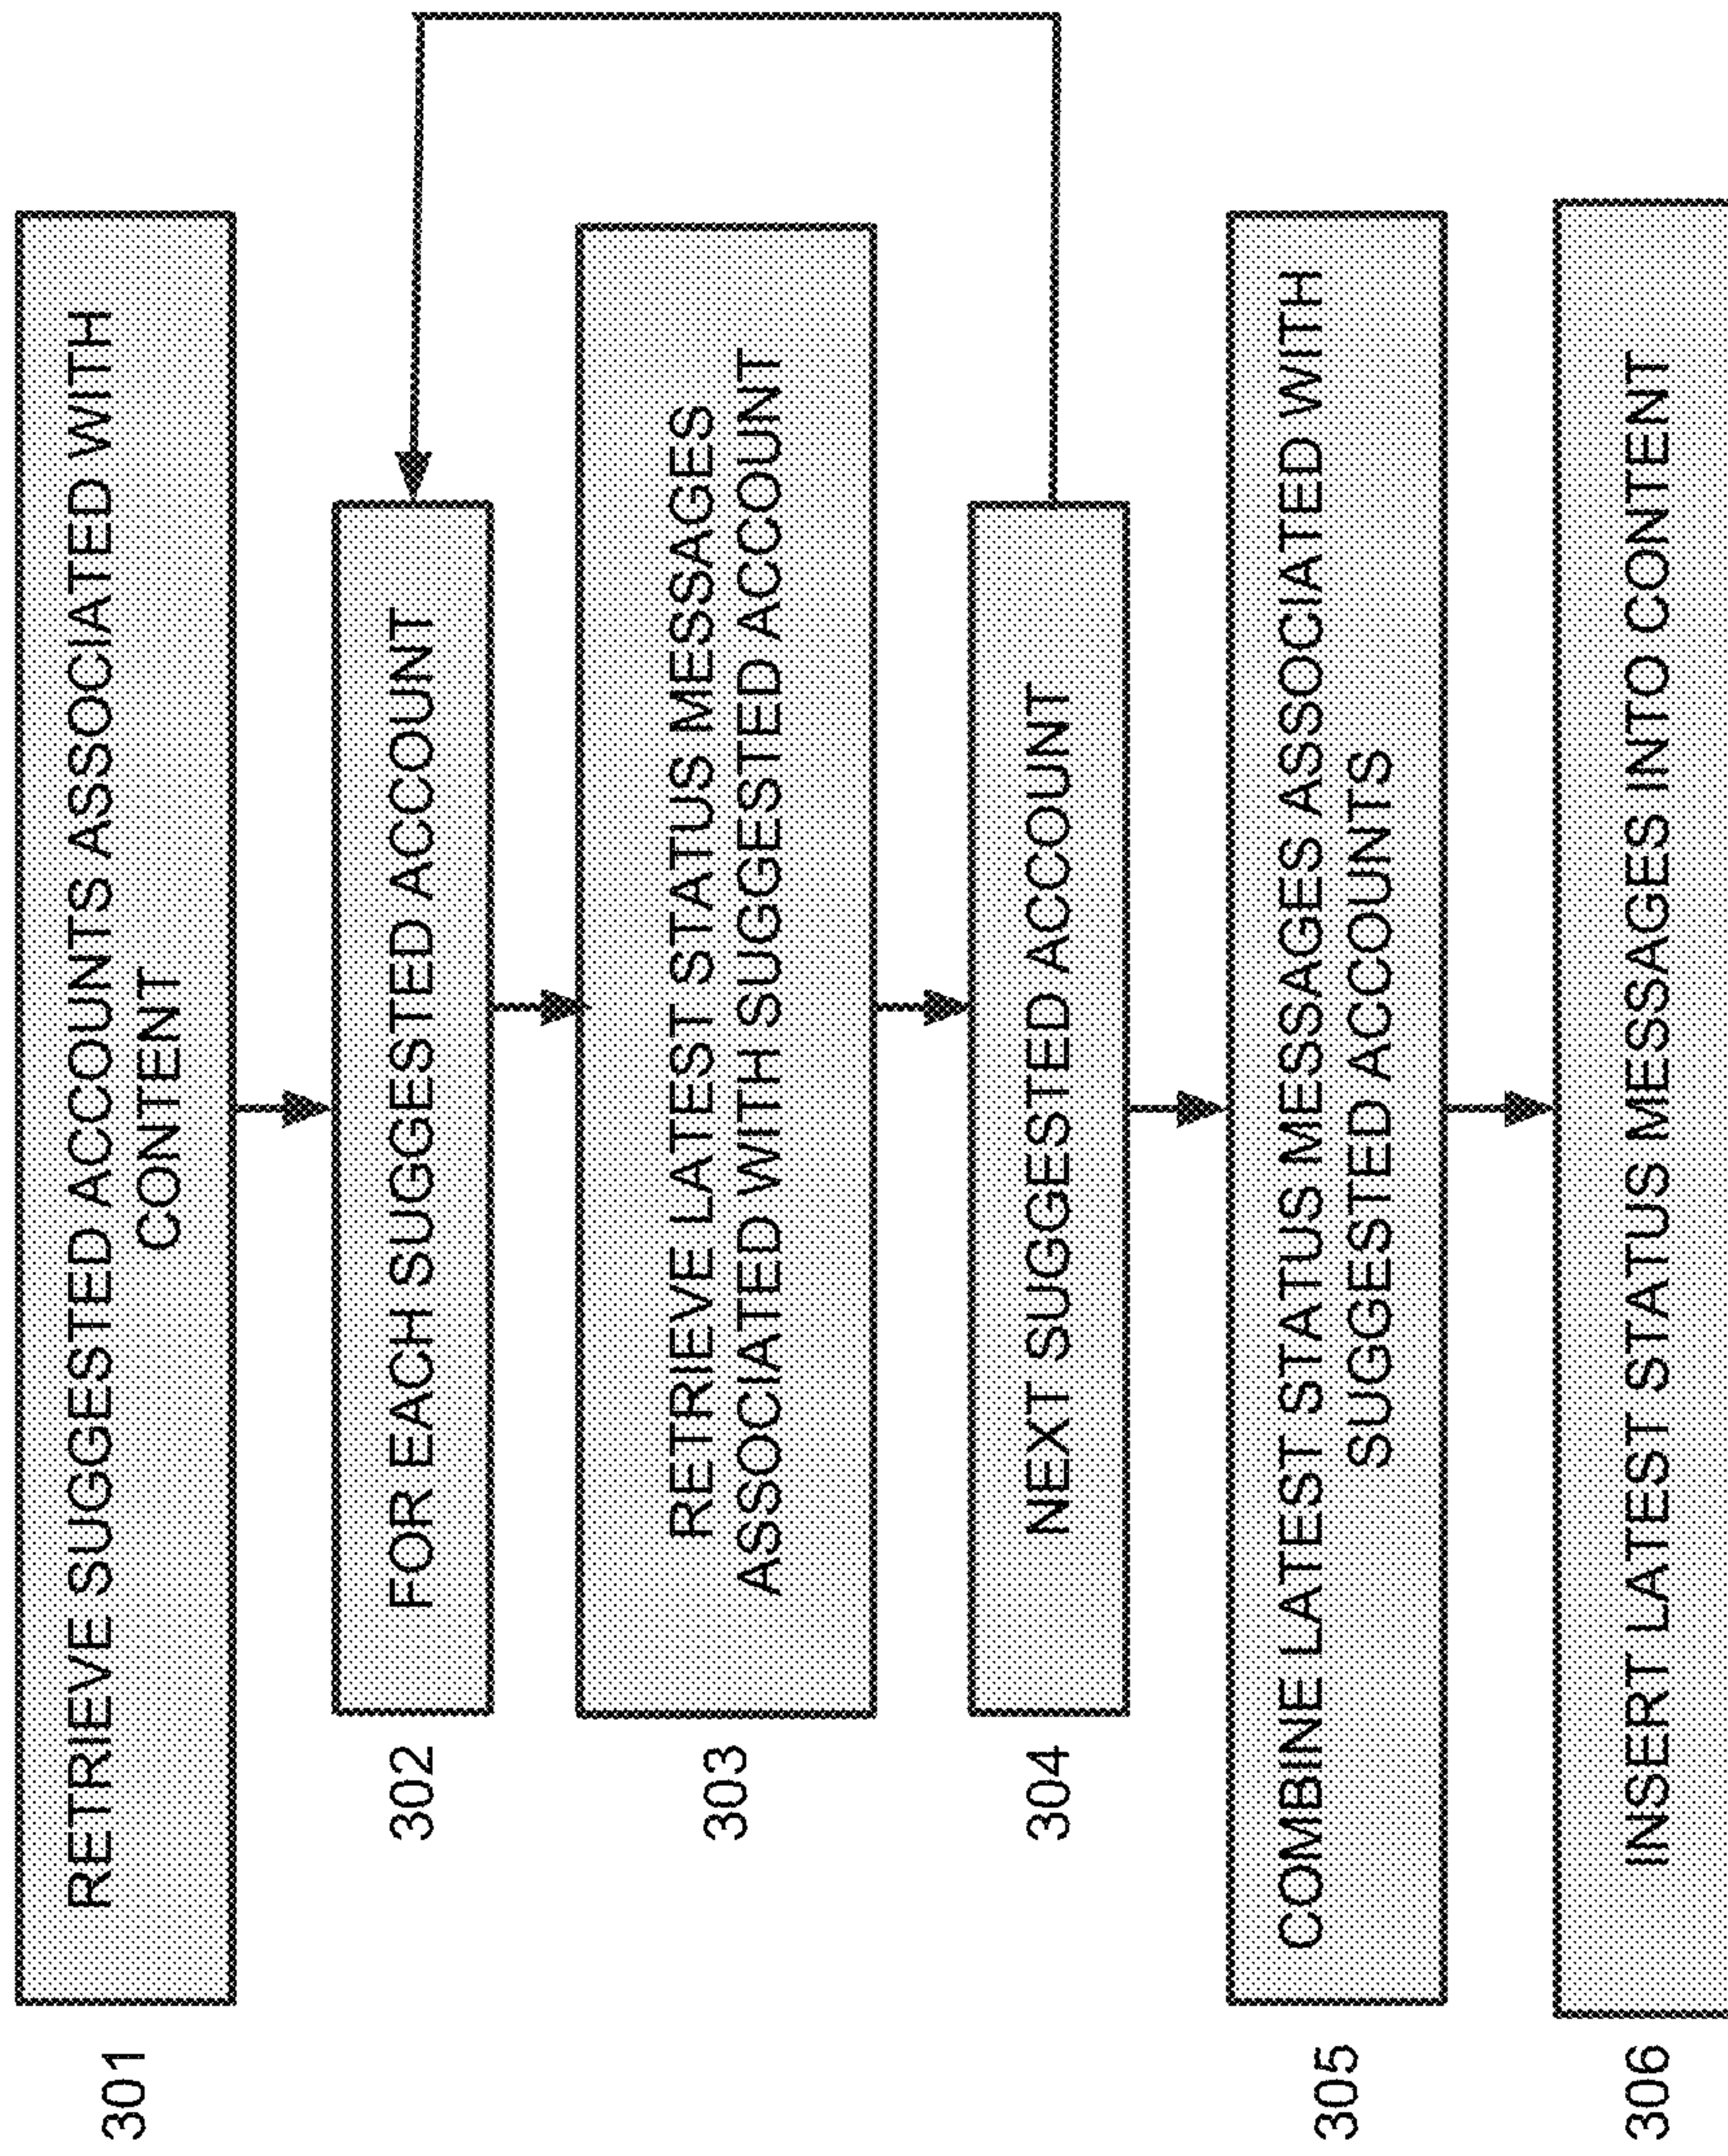 301
RETRIEVE SUGGESTED ACCOUNTS ASSOCIATED WITH
CONTENT
302
FOR EACH SUGGESTED ACCOUNT
303
RETRIEVE LATEST STATUS MESSAGES
ASSOCIATED WITH SUGGESTED ACCOUNT
304
NEXT SUGGESTED ACCOUNT
305
COMBINE LATEST STATUS MESSAGES ASSOCIATED WITH
SUGGESTED ACCOUNTS
306
INSERT LATEST STATUS MESSAGES INTO CONTENT